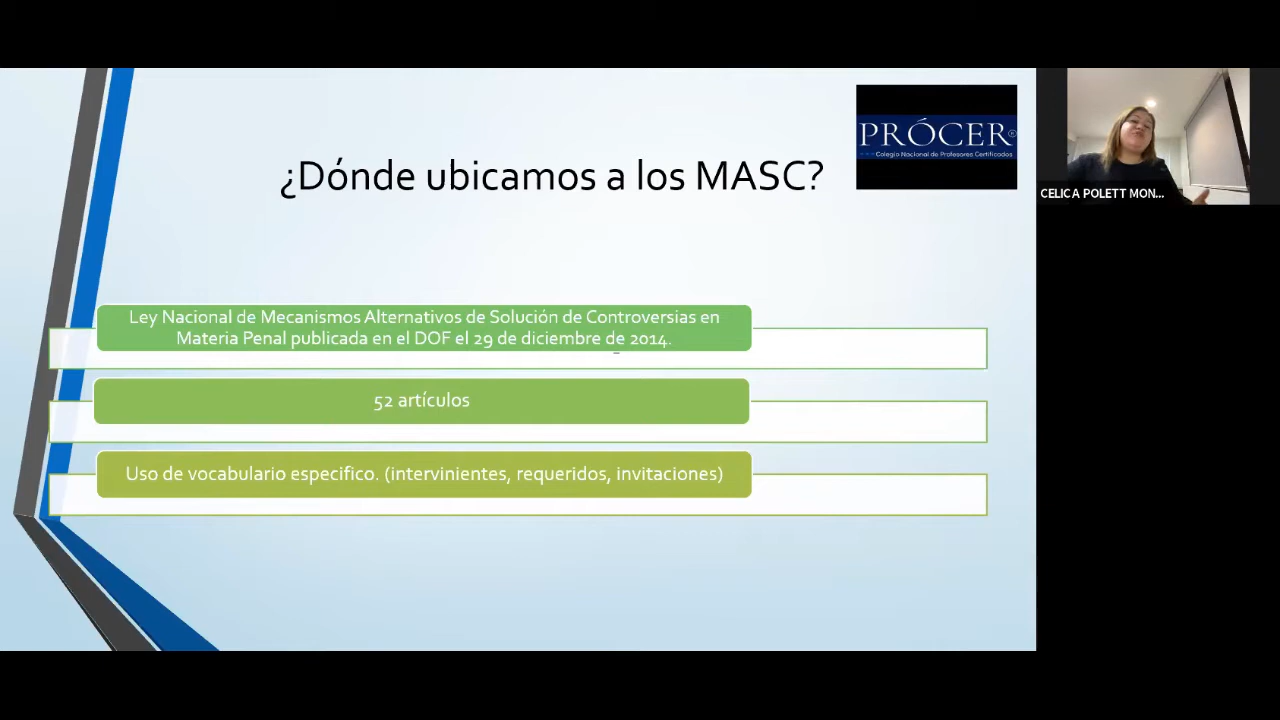 ¿Dónde ubicamos a los MASC?
PRÓCER®
Colegio Nacional de Profesores Certificados
CELICA POLETT MON...
Ley Nacional de Mecanismos Alternativos de Solución de Controversias en
Materia Penal publicada en el DOF el 29 de diciembre de 2014.
52 artículos
Uso de vocabulario especifico. (intervinientes, requeridos, invitaciones)